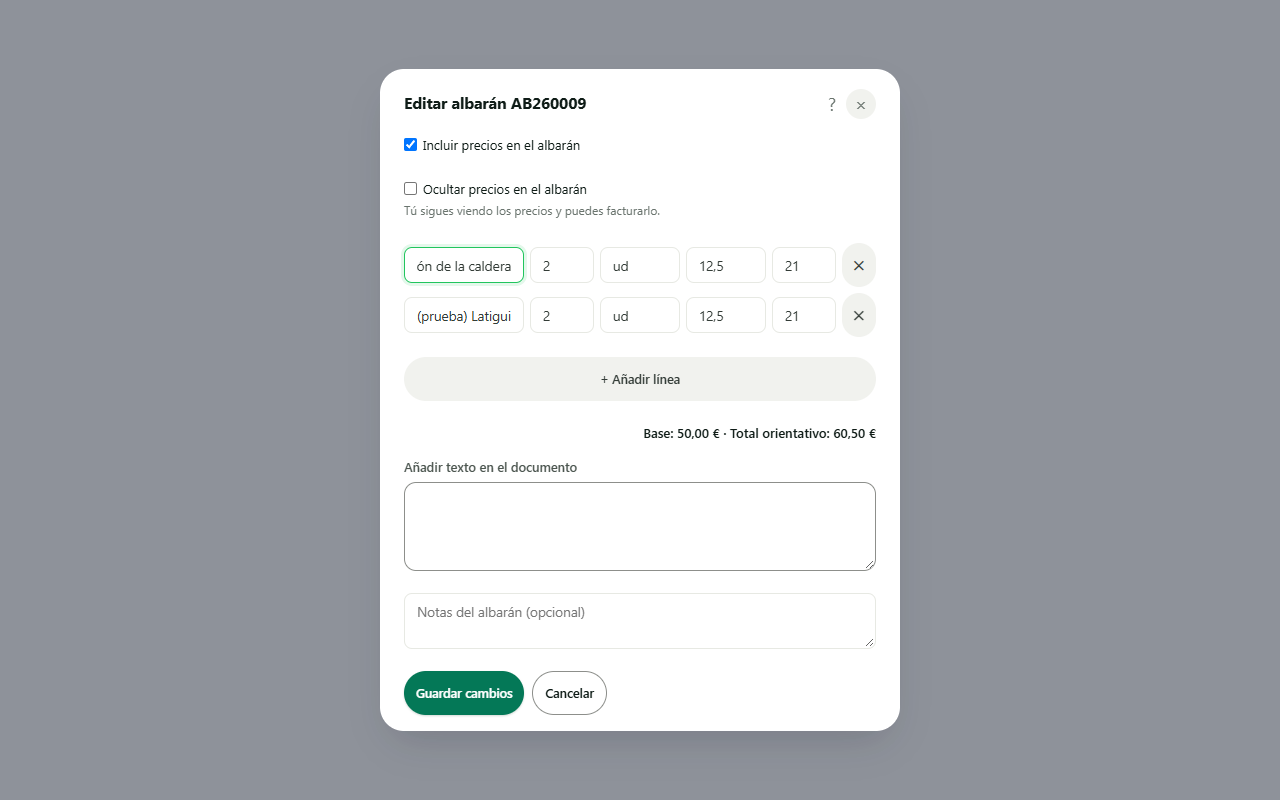 Editar albarán AB260009
?
×
Incluir precios en el albarán
Ocultar precios en el albarán
Tú sigues viendo los precios y puedes facturarlo.
ón de la caldera 2 ud 12,5 21 ×
(prueba) Latigui 2 ud 12,5 21 ×
+ Añadir línea
Base: 50,00 € · Total orientativo: 60,50 €
Añadir texto en el documento
Notas del albarán (opcional)
Guardar cambios
Cancelar